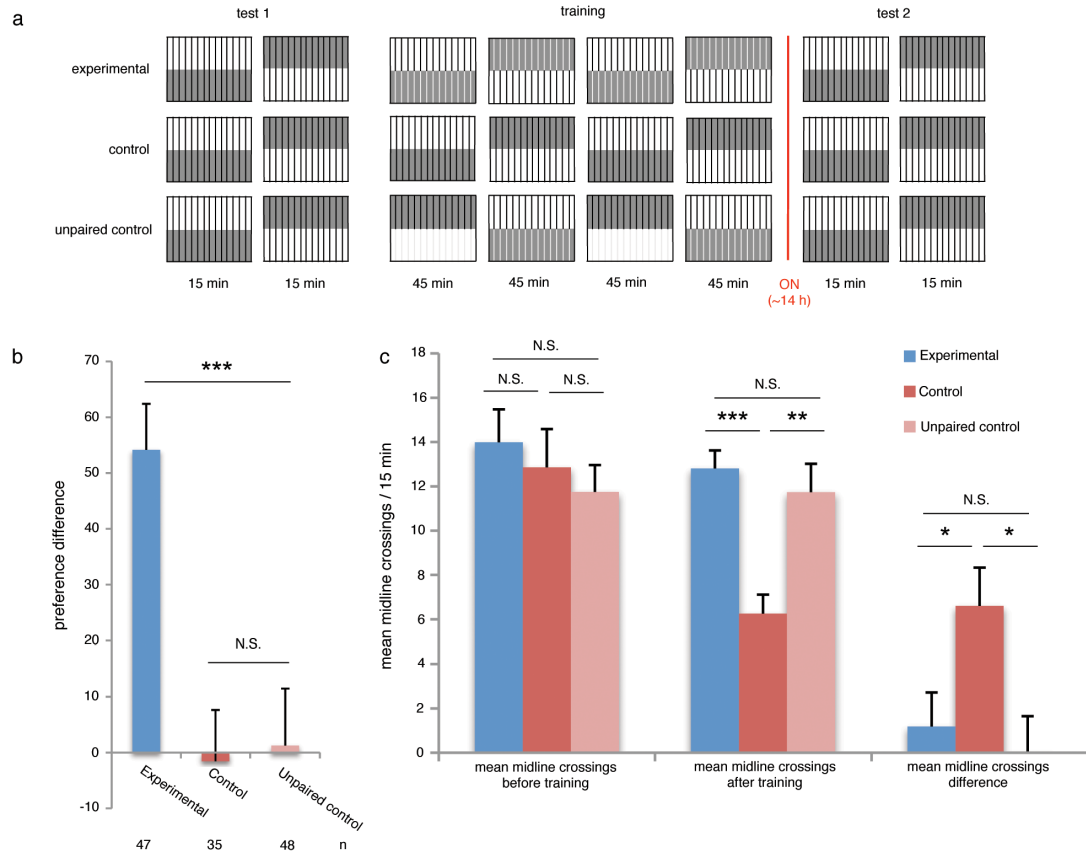 a
test 1 training test 2
experimental
control
unpaired control
15 min 15 min 45 min 45 min 45 min 45 min ON 15 min 15 min
(~14 h)
b
preference difference
70
60
50
40
30
20
10
0
-10
***
N.S.
Experimental Control Unpaired control
47 35 48 n
c
mean midline crossings / 15 min
18
16
14
12
10
8
6
4
2
0
N.S.
N.S. N.S.
N.S.
*** **
N.S.
* *
Experimental
Control
Unpaired control
mean midline crossings
before training
mean midline crossings
after training
mean midline crossings
difference